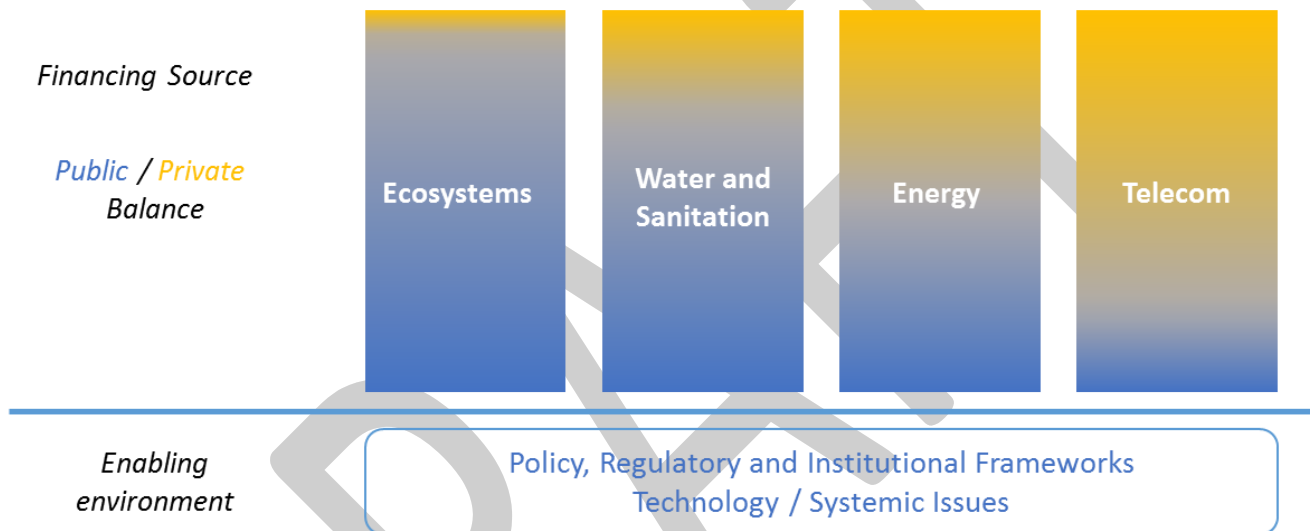 Financing Source
Public / Private
Balance
Ecosystems
Water and
Sanitation
Energy
Telecom
Enabling
environment
Policy, Regulatory and Institutional Frameworks
Technology / Systemic Issues
DRAFT